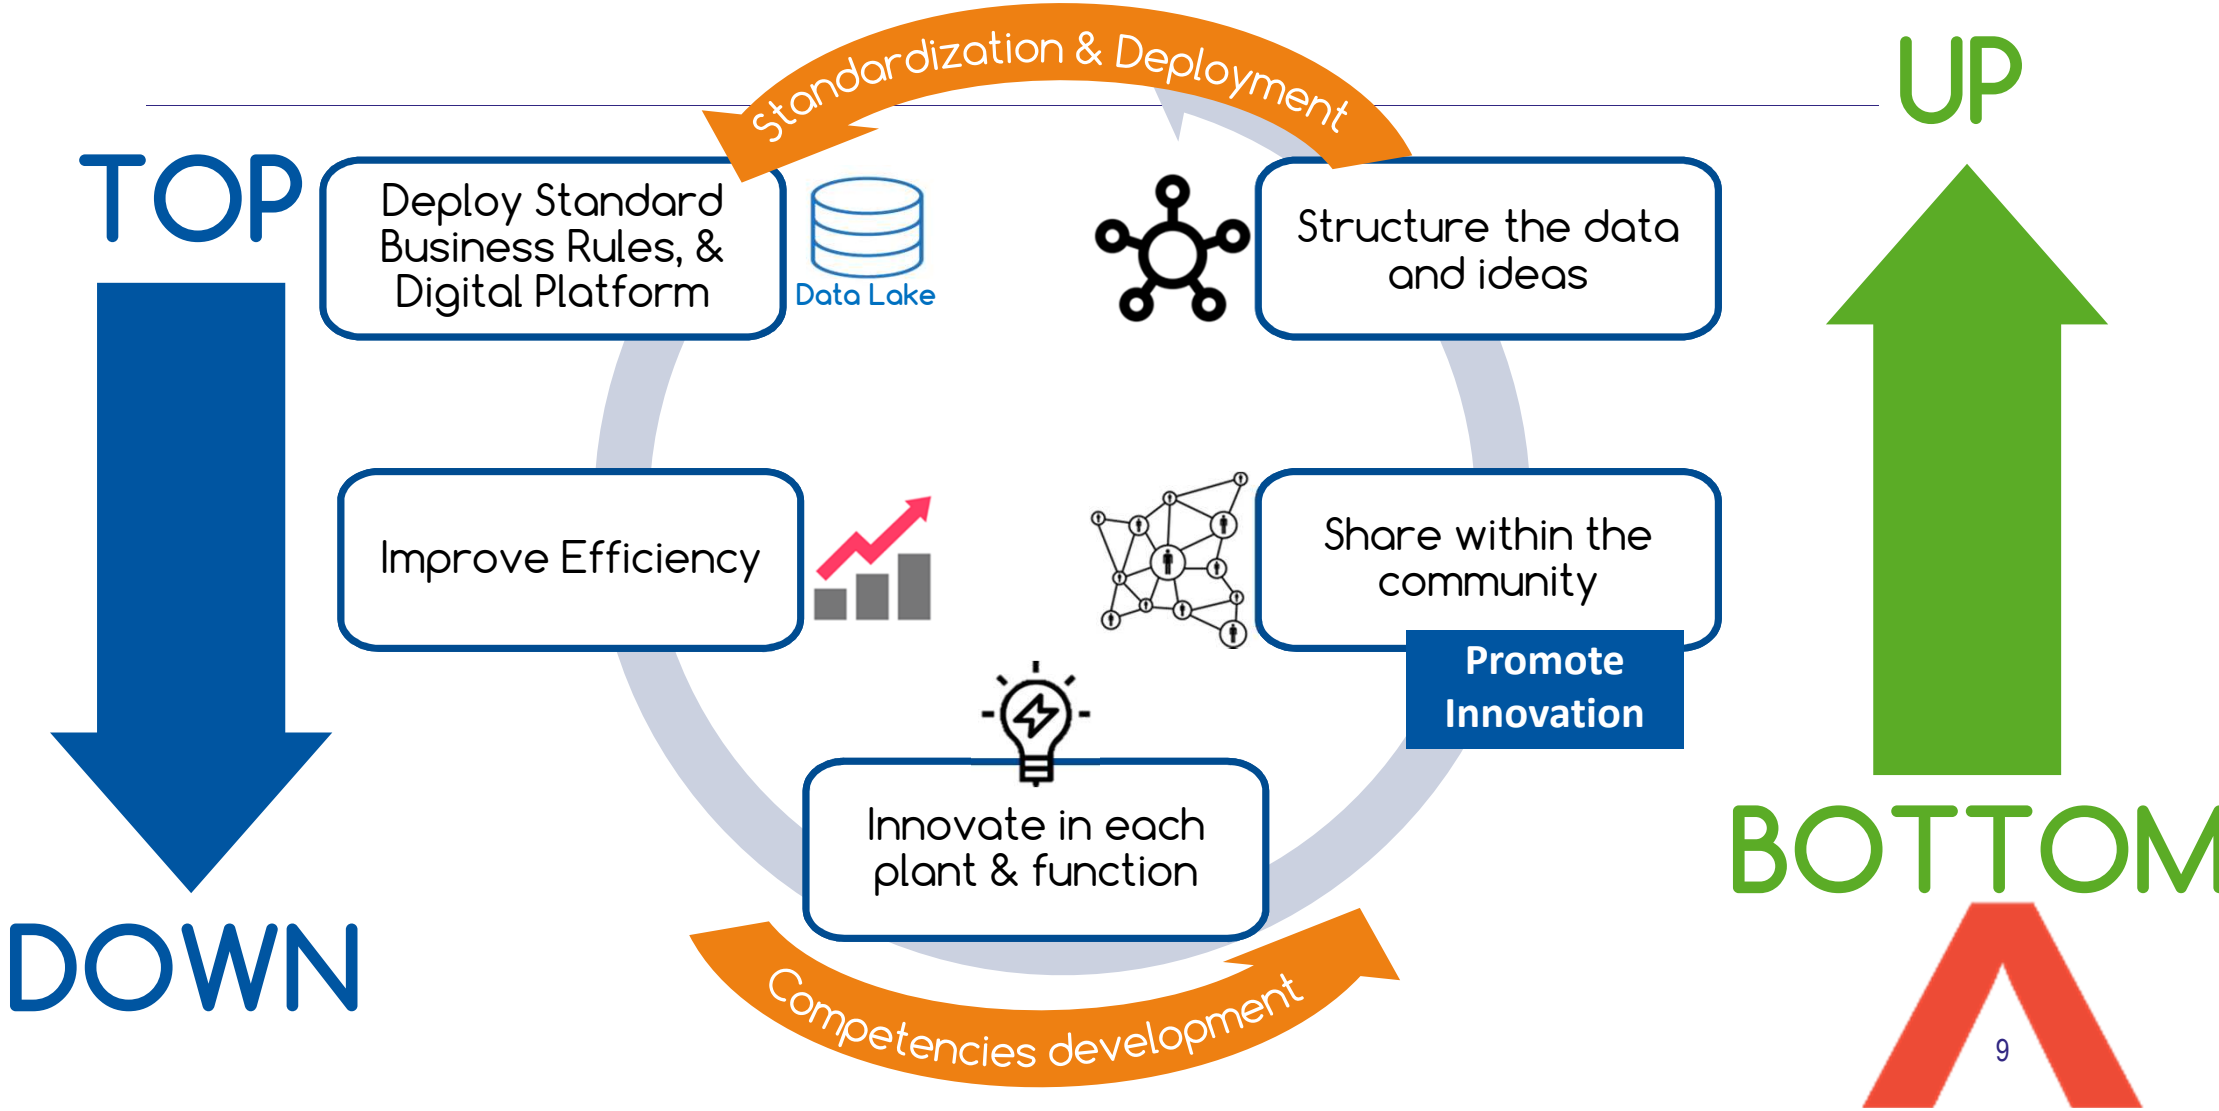 Standardization & Deployment
UP
TOP
Deploy Standard
Business Rules, &
Digital Platform
Data Lake
Structure the data
and ideas
Improve Efficiency
Share within the
community
Promote
Innovation
Innovate in each
plant & function
BOTTOM
DOWN
Competencies development
9